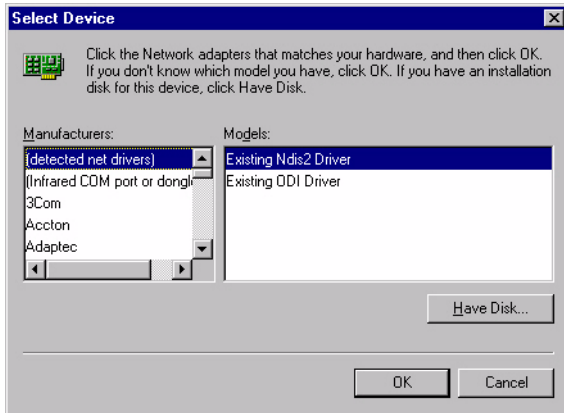 Select Device
Click the Network adapters that matches your hardware, and then click OK.
If you don't know which model you have, click OK. If you have an installation
disk for this device, click Have Disk.
Manufacturers:
(detected net drivers)
(Infrared COM port or dongl
3Com
Accton
Adaptec
Models:
Existing Ndis2 Driver
Existing ODI Driver
Have Disk...
OK
Cancel